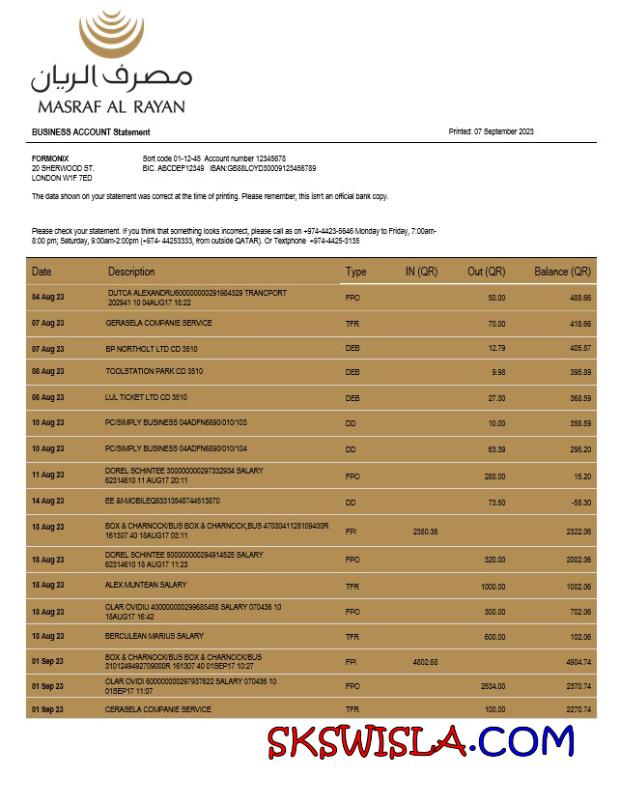 مصرف الريان
MASRAF AL RAYAN
BUSINESS ACCOUNT Statement Printed: 07 September 2023
FORMONIX Sort code 01-12-45 Account number 12345678
20 SHERWOOD ST. BIC. ABCDEF12349 IBAN:GB88LOYD30009123456789
LONDON W1F 7ED
The data shown on your statement was correct at the time of printing. Please remember, this isn't an official bank copy.
Please check your statement. If you think that something looks incorrect, please call as on +974-4423-5646 Monday to Friday, 7:00am-
8:00 pm; Saturday, 9:00am-2:00pm (+974- 44253333, from outside QATAR). Or Textphone +974-4425-3135
Date Description Type IN (QR) Out (QR) Balance (QR)
04 Aug 23 DUTCA ALEXANDRU600000000291984329 TRANCPORT FPO 50.00 488.66
202941 10 04AUG17 18:22
07 Aug 23 GERASELA COMPANIE SERVICE TFR 70.00 418.66
07 Aug 23 BP NORTHOLT LTD CD 3510 DEB 12.79 405.87
08 Aug 23 TOOLSTATION PARK CD 3510 DEB 9.98 395.89
08 Aug 23 LUL TICKET LTD CD 3510 DEB 27.30 368.59
10 Aug 23 PC/SIMPLY BUSINESS 04ADFN6890/010/103 DD 10.00 358.59
10 Aug 23 PC/SIMPLY BUSINESS 04ADFN6890/010/104 DD 63.39 295.20
11 Aug 23 DOREL SCHINTEE 300000000297332934 SALARY FPO 280.00 15.20
62314610 11 AUG17 20:11
14 Aug 23 EE &t-MOBILEQ93313548744513870 DD 73.50 -58.30
18 Aug 23 BOX & CHARNOCK/BUS BOX & CHARNOCK,BUS 4703041128109400R FPI 2380.36 2322.06
161307 40 18AUG17 03:11
18 Aug 23 DOREL SCHINTEE 500000000294914525 SALARY FPO 320.00 2002.06
62314610 18 AUG17 11:23
18 Aug 23 ALEX MUNTEAN SALARY TFR 1000.00 1002.06
18 Aug 23 OLAR OVIDIU 400000000299685458 SALARY 070436 10 FPO 300.00 702.06
18AUG17 16:42
18 Aug 23 BERCULEAN MARIUS SALARY TFR 600.00 102.06
01 Sep 23 BOX & CHARNOCK/BUS BOX & CHARNOCK/BUS FPI 4802.68 4904.74
3101249492709000R 161307 40 01SEP17 10:27
01 Sep 23 OLAR OVIDI 600000000297937622 SALARY 070436 10 FPO 2534.00 2370.74
01SEP17 11:07
01 Sep 23 CERASELA COMPANIE SERVICE TFR 100.00 2270.74
SKSWISLA.COM